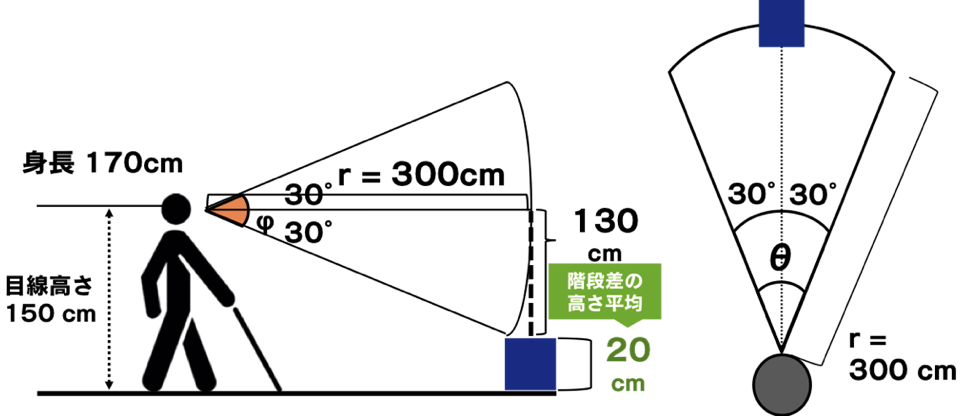 身長 170cm
目線高さ
150 cm
30°
r = 300cm
φ
30°
130
cm
階段差の
高さ平均
20
cm
30°
30°
θ
r =
300 cm